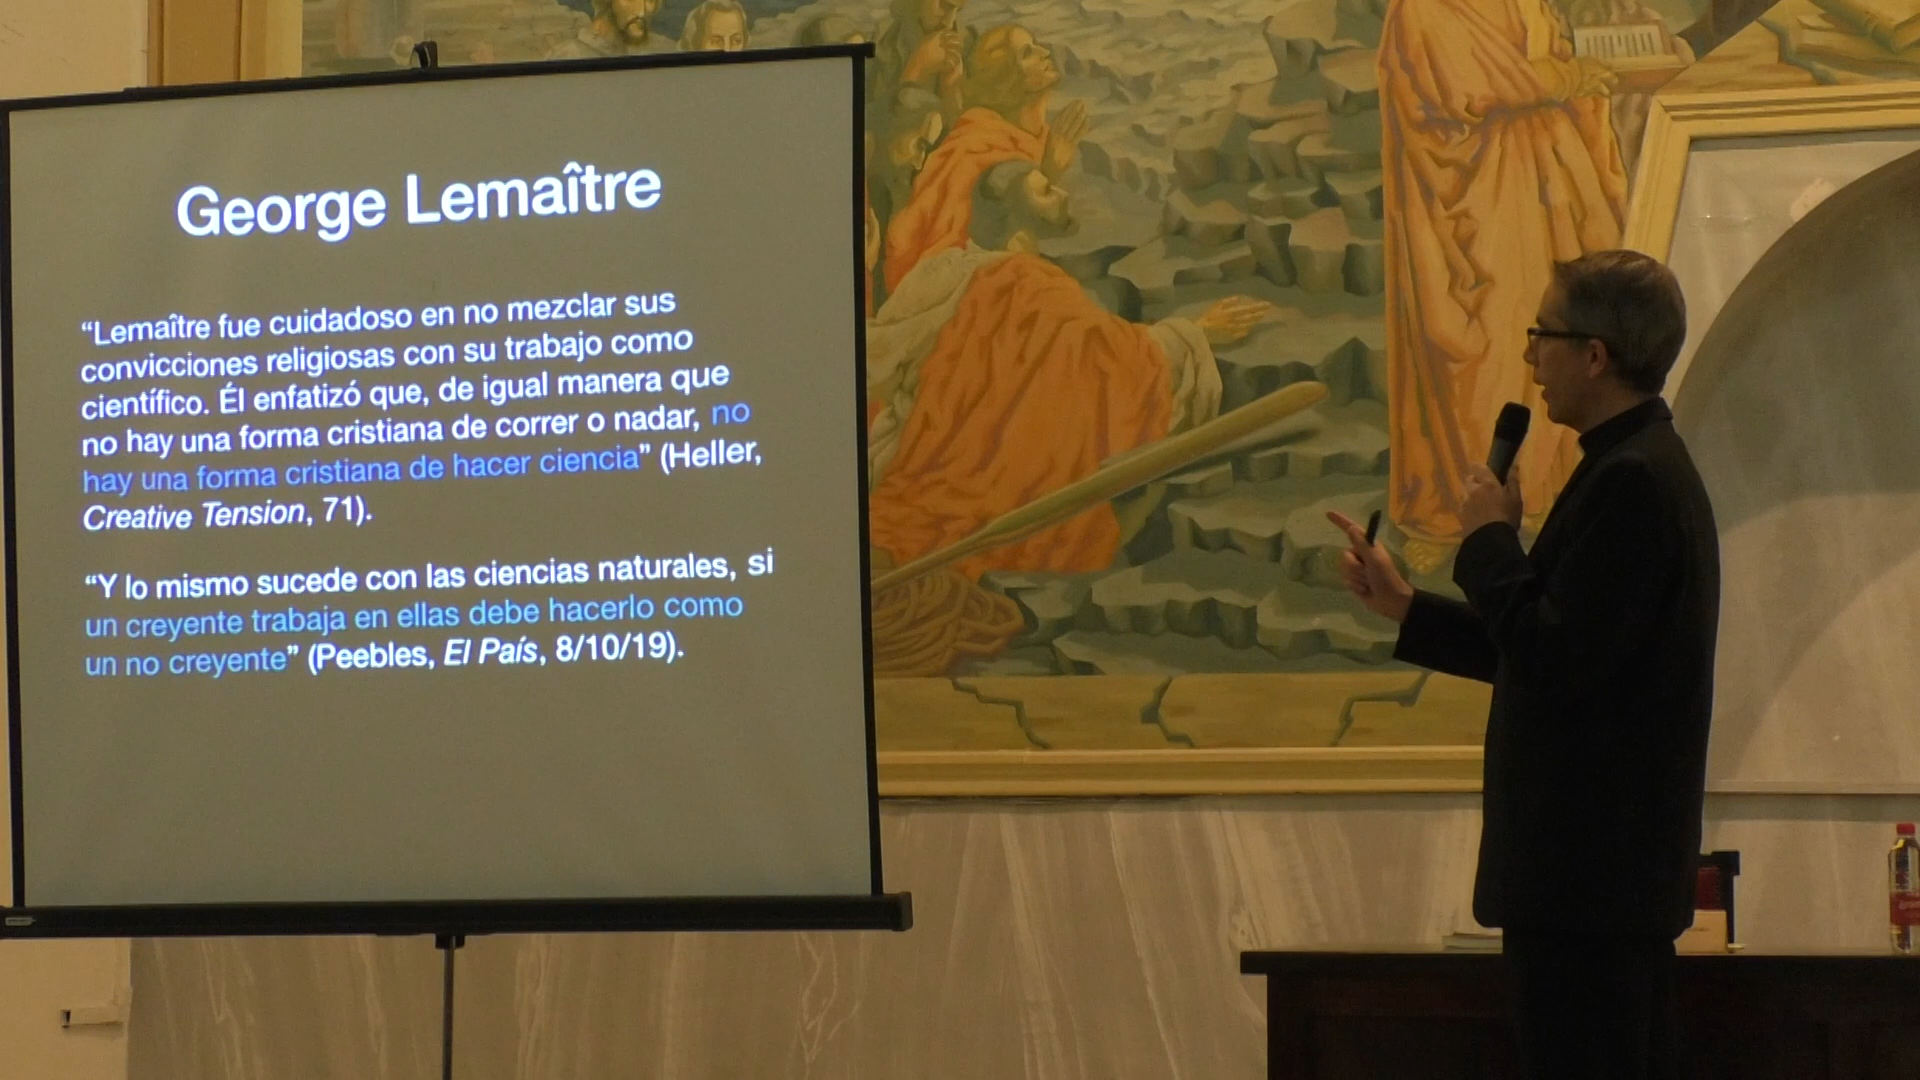 George Lemaître
“Lemaître fue cuidadoso en no mezclar sus
convicciones religiosas con su trabajo como
científico. Él enfatizó que, de igual manera que
no hay una forma cristiana de correr o nadar, no
hay una forma cristiana de hacer ciencia” (Heller,
Creative Tension, 71).
“Y lo mismo sucede con las ciencias naturales, si
un creyente trabaja en ellas debe hacerlo como
un no creyente” (Peebles, El País, 8/10/19).